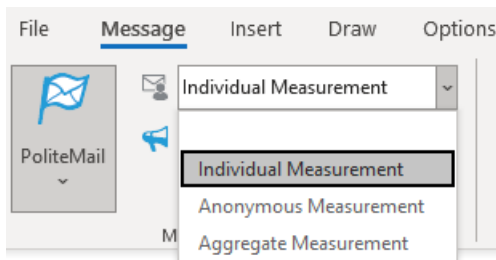 File Message Insert Draw Options
Individual Measurement
PoliteMail
Individual Measurement
Anonymous Measurement
M
Aggregate Measurement